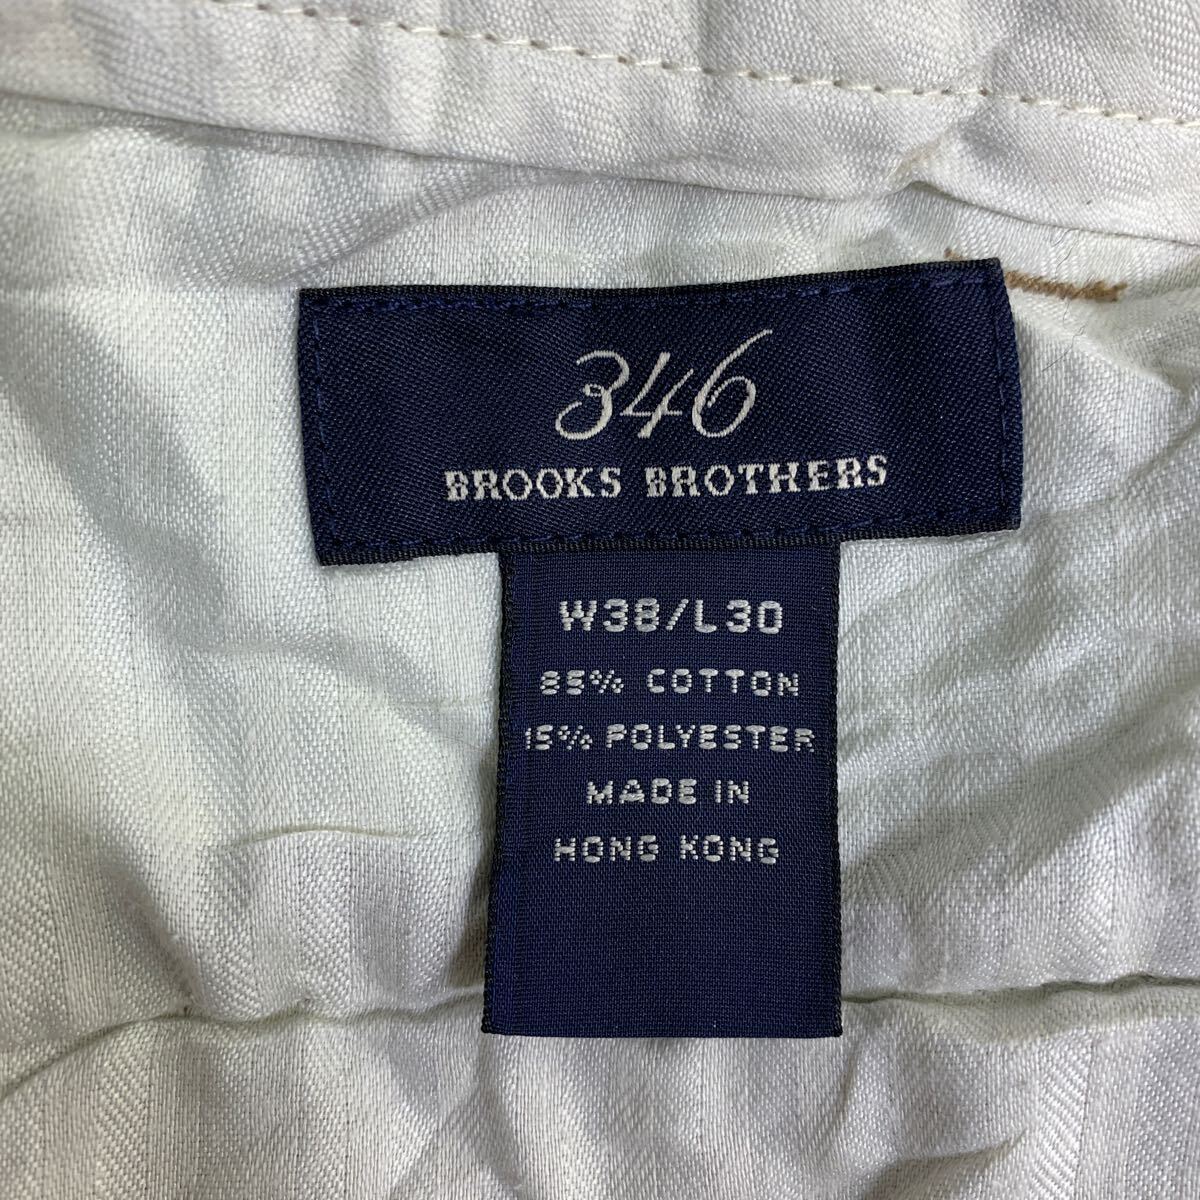 346
BROOKS BROTHERS
W38/L30
85% COTTON
15% POLYESTER
MADE IN
HONG KONG